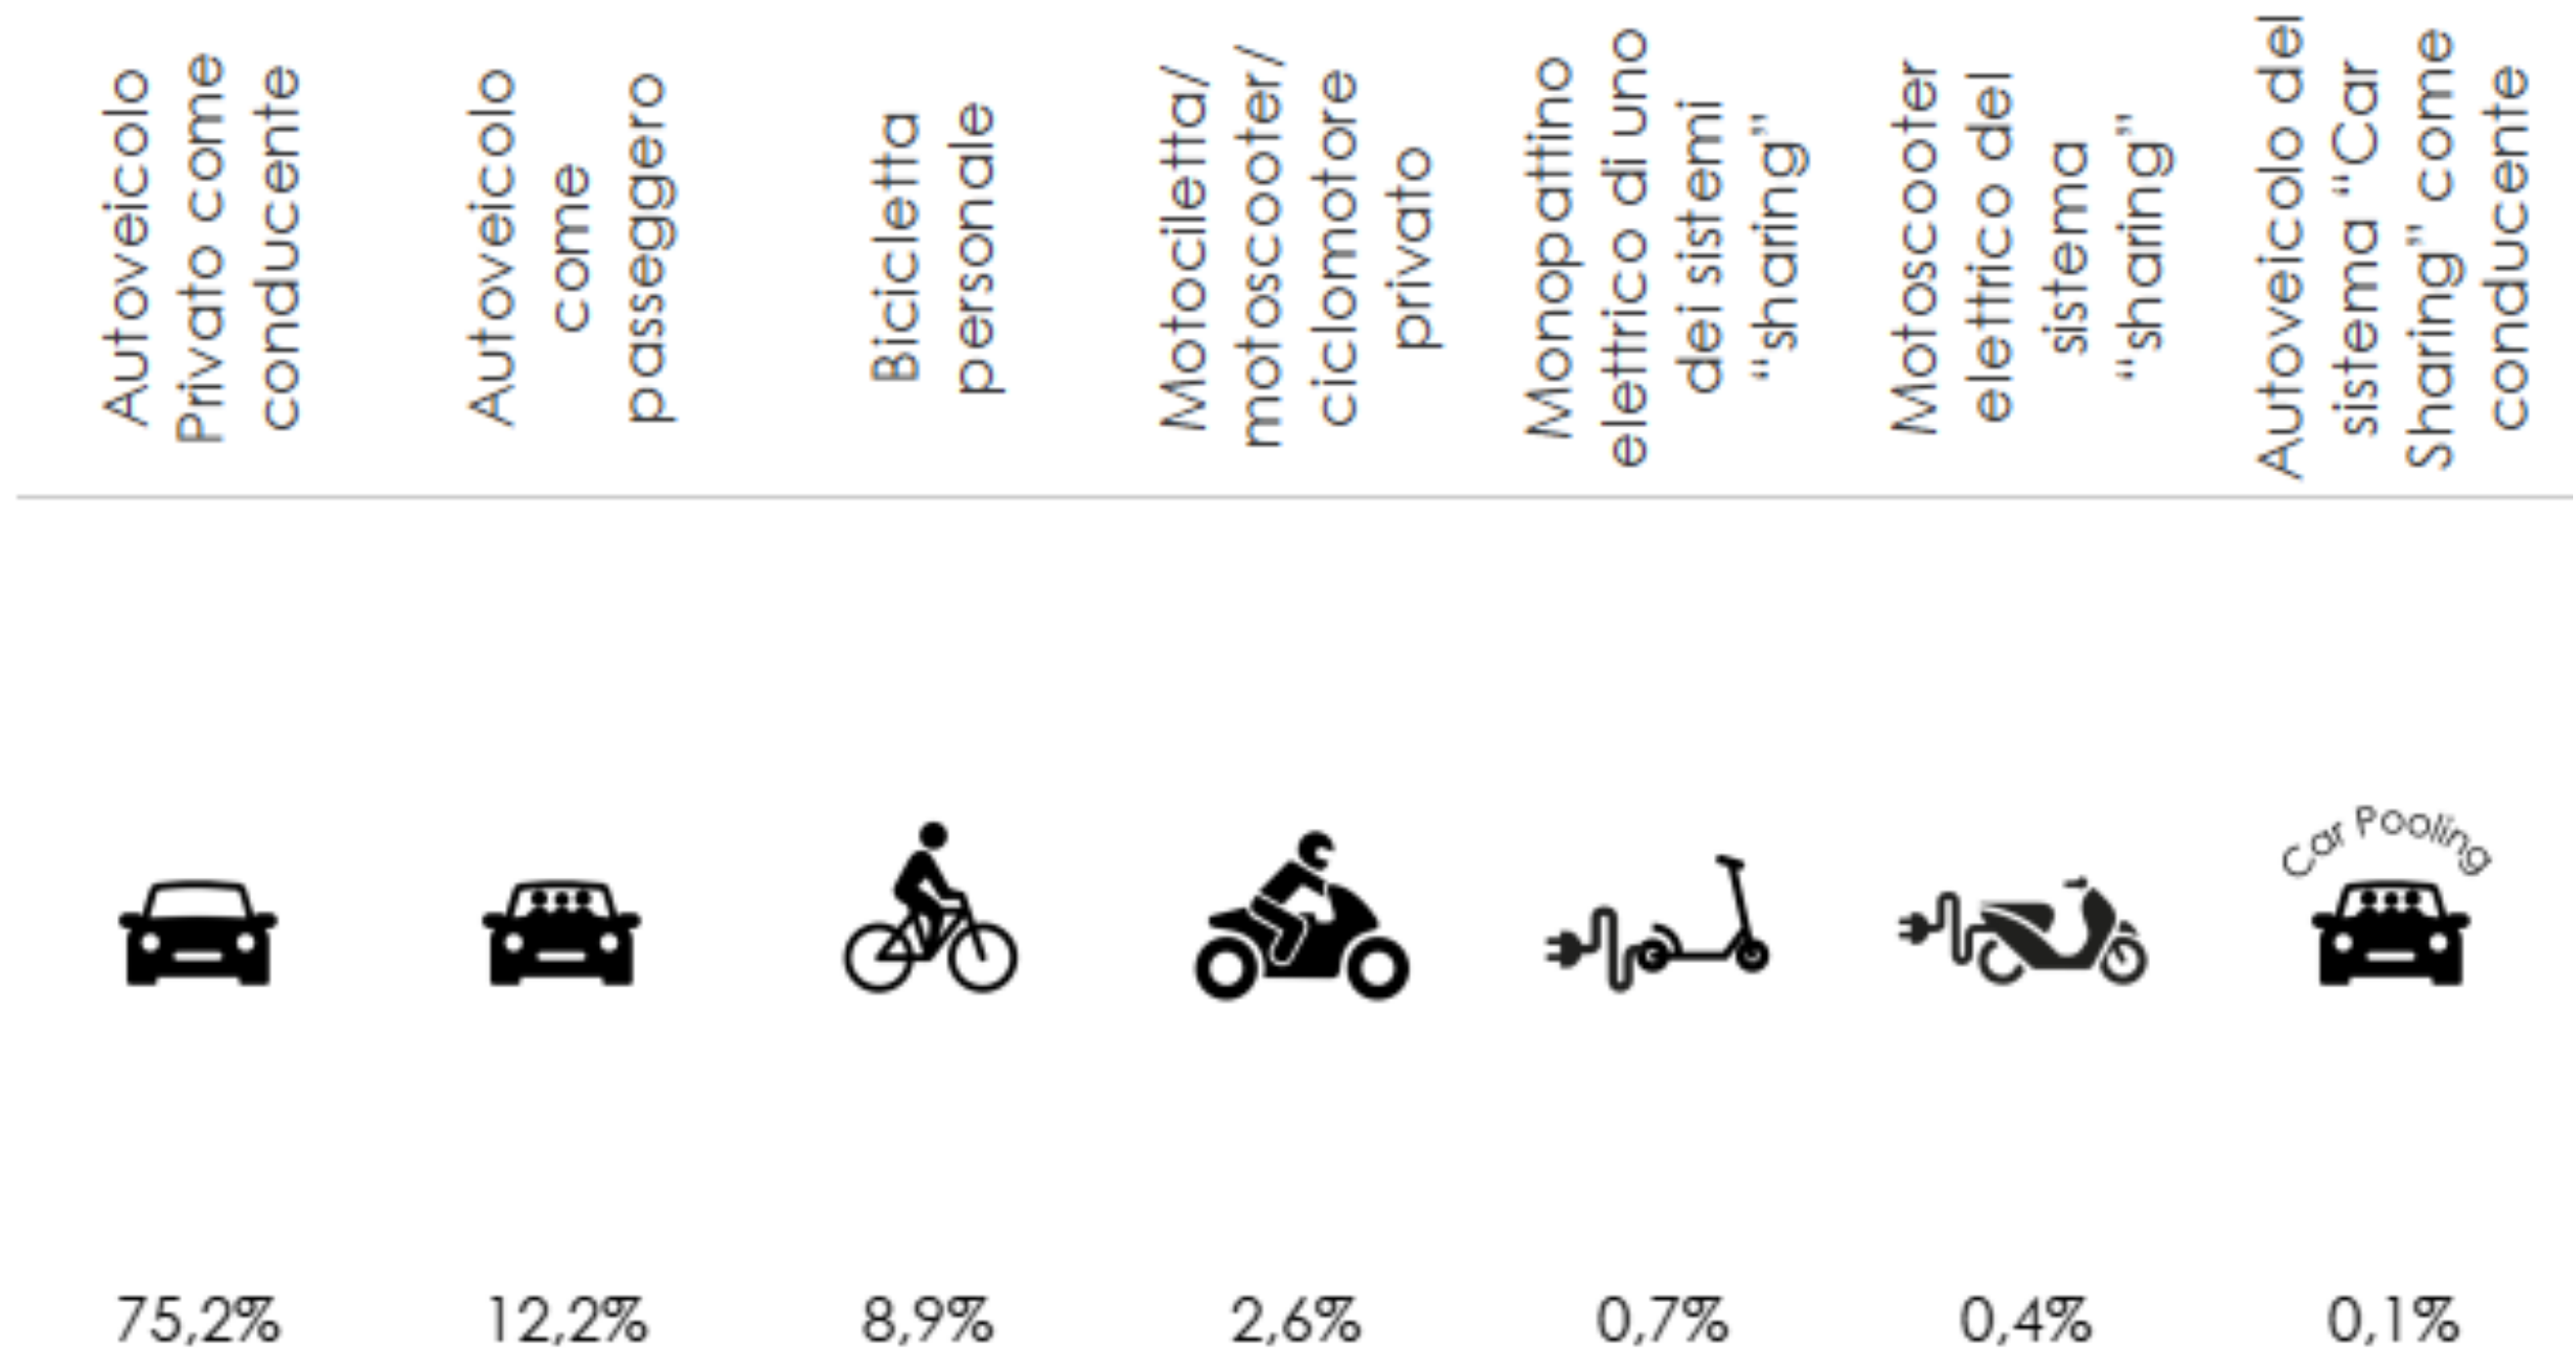 Autoveicolo
Privato come
conducente
Autoveicolo
come
passeggero
Bicicletta
personale
Motocicletta/
motoscooter/
ciclomotore
privato
Monopattino
elettrico di uno
dei sistemi
“sharing”
Motoscooter
elettrico del
sistema
“sharing”
Autoveicolo del
sistema “Car
Sharing” come
conducente
Car Pooling
75,2%
12,2%
8,9%
2,6%
0,7%
0,4%
0,1%